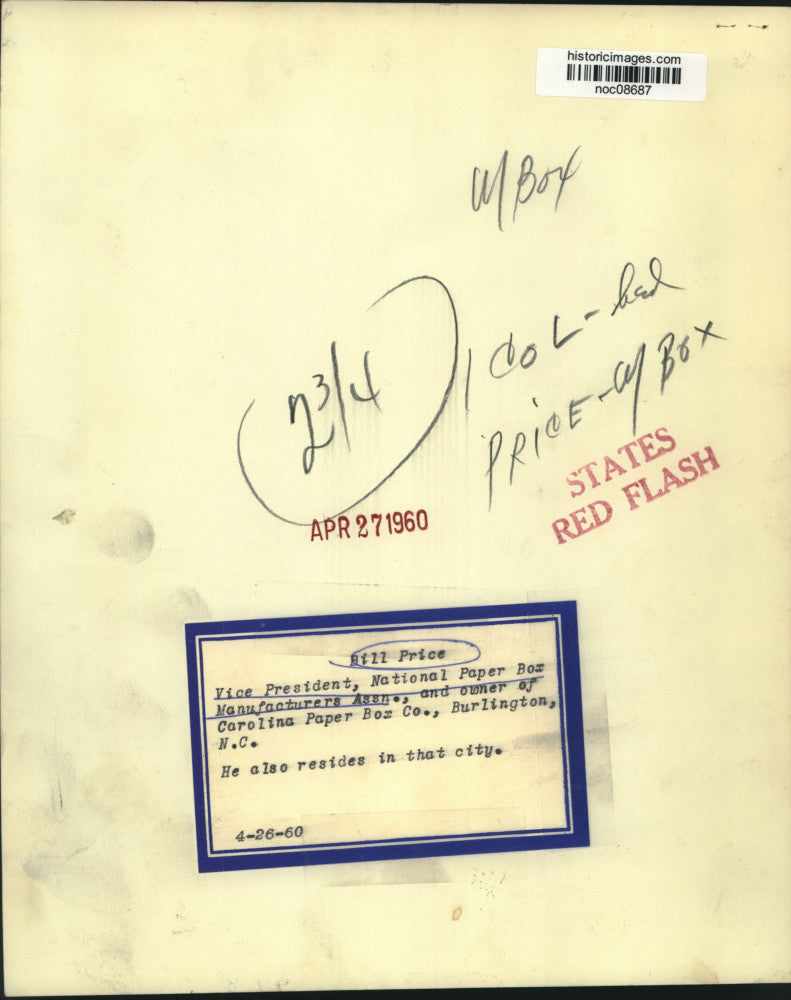 historicimages.com
noc08687
W/Box
2 3/4
1 COL-hed
PRICE-W/BOX
STATES
RED FLASH
APR 27 1960
Bill Price
Vice President, National Paper Box
Manufacturers Assn., and owner of
Carolina Paper Box Co., Burlington,
N.C.
He also resides in that city.
4-26-60